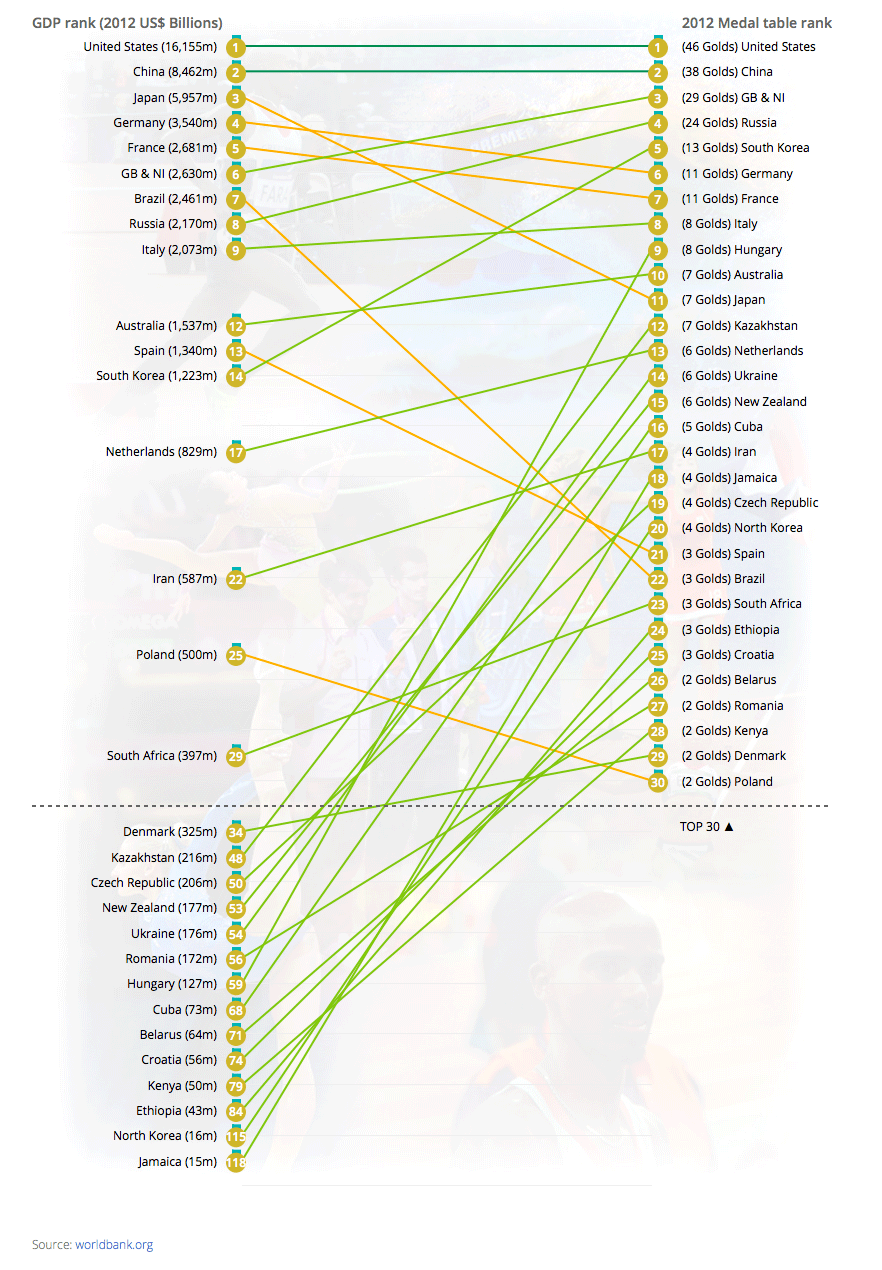 GDP rank (2012 US$ Billions) 2012 Medal table rank
United States (16,155m) 1 1 (46 Golds) United States
China (8,462m) 2 2 (38 Golds) China
Japan (5,957m) 3 3 (29 Golds) GB & NI
Germany (3,540m) 4 4 (24 Golds) Russia
France (2,681m) 5 5 (13 Golds) South Korea
GB & NI (2,630m) 6 6 (11 Golds) Germany
Brazil (2,461m) 7 7 (11 Golds) France
Russia (2,170m) 8 8 (8 Golds) Italy
Italy (2,073m) 9 9 (8 Golds) Hungary
10 (7 Golds) Australia
11 (7 Golds) Japan
Australia (1,537m) 12 12 (7 Golds) Kazakhstan
Spain (1,340m) 13 13 (6 Golds) Netherlands
South Korea (1,223m) 14 14 (6 Golds) Ukraine
15 (6 Golds) New Zealand
16 (5 Golds) Cuba
Netherlands (829m) 17 17 (4 Golds) Iran
18 (4 Golds) Jamaica
19 (4 Golds) Czech Republic
20 (4 Golds) North Korea
21 (3 Golds) Spain
Iran (587m) 22 22 (3 Golds) Brazil
23 (3 Golds) South Africa
24 (3 Golds) Ethiopia
Poland (500m) 25 25 (3 Golds) Croatia
26 (2 Golds) Belarus
27 (2 Golds) Romania
28 (2 Golds) Kenya
South Africa (397m) 29 29 (2 Golds) Denmark
30 (2 Golds) Poland
TOP 30 ▲
Denmark (325m) 34
Kazakhstan (216m) 48
Czech Republic (206m) 50
New Zealand (177m) 53
Ukraine (176m) 54
Romania (172m) 56
Hungary (127m) 59
Cuba (73m) 68
Belarus (64m) 71
Croatia (56m) 74
Kenya (50m) 79
Ethiopia (43m) 84
North Korea (16m) 115
Jamaica (15m) 118
Source: worldbank.org